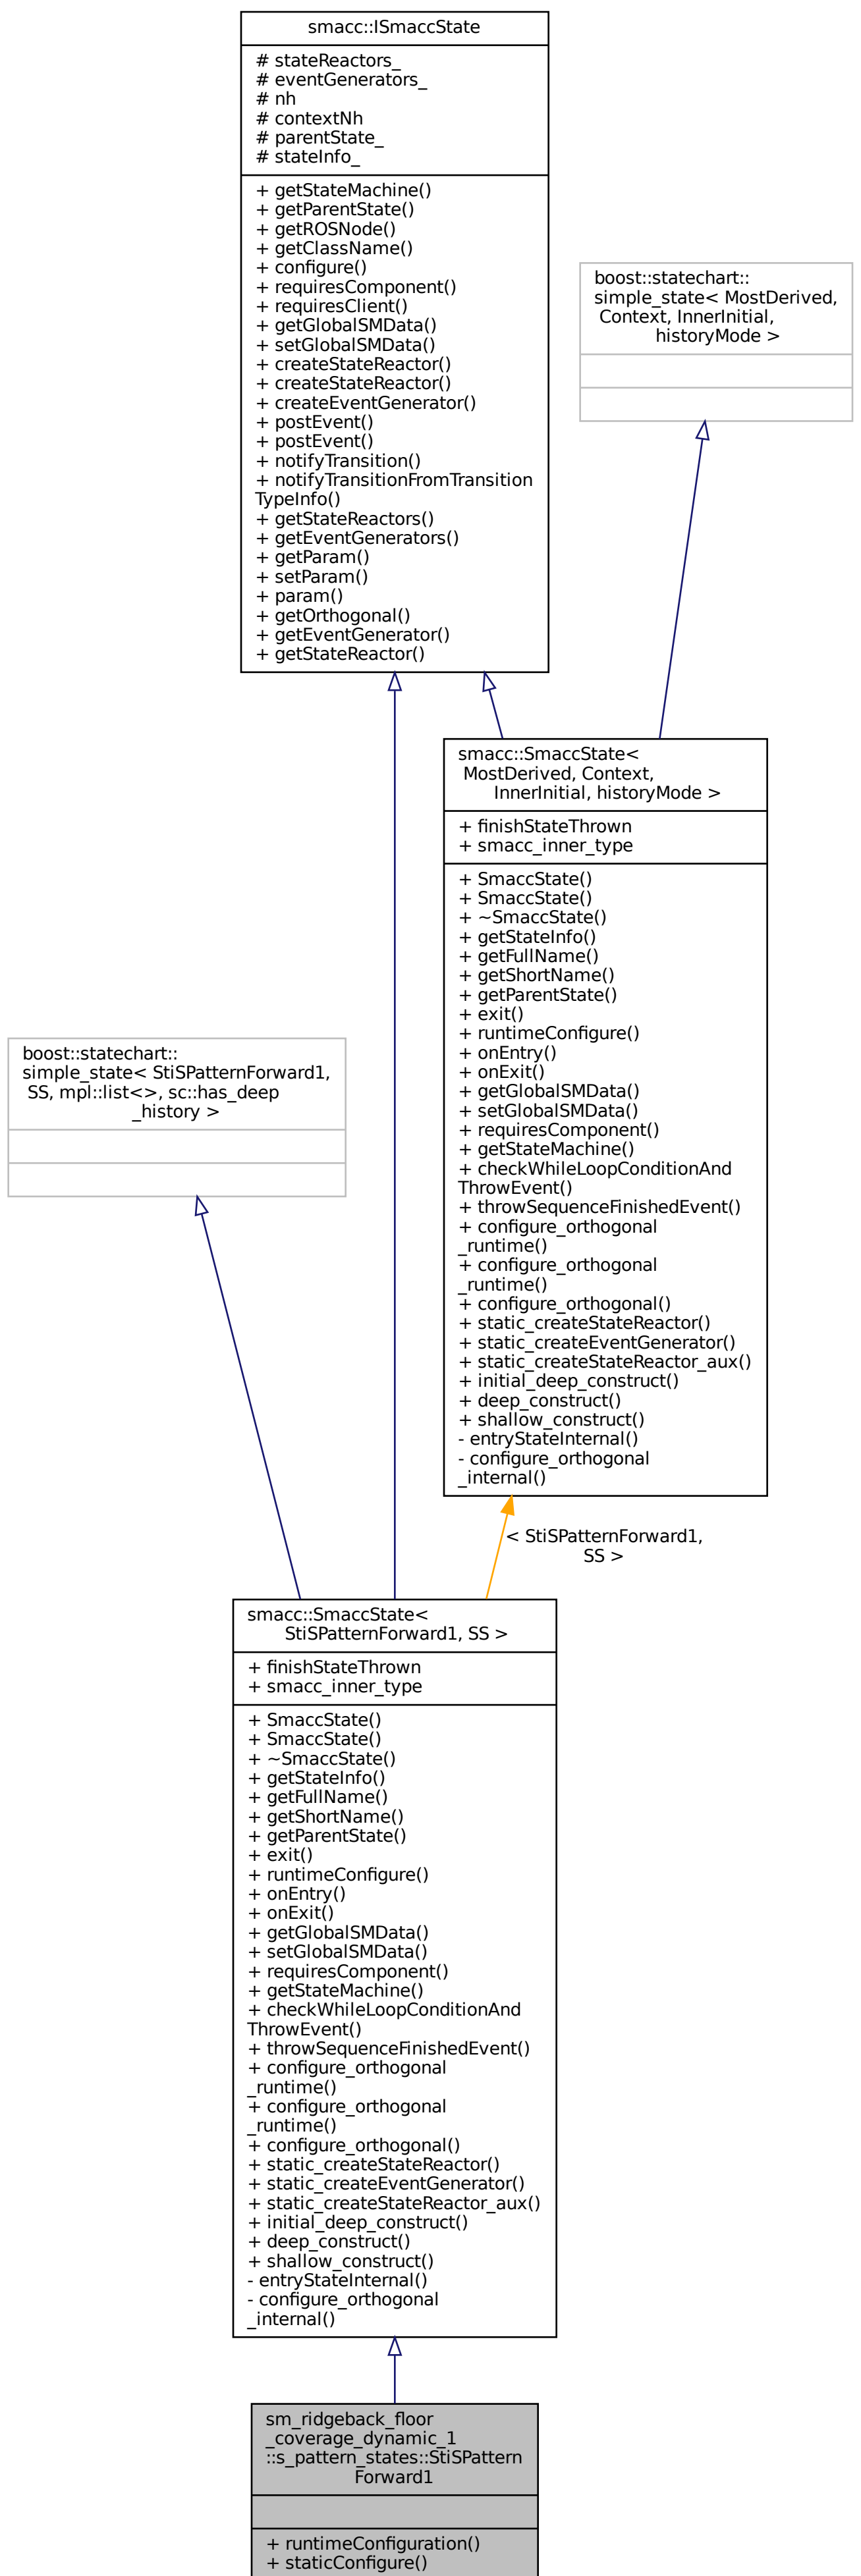 smacc::ISmaccState
# stateReactors_
# eventGenerators_
# nh
# contextNh
# parentState_
# stateInfo_
+ getStateMachine()
+ getParentState()
+ getROSNode()
+ getClassName()
+ configure()
+ requiresComponent()
+ requiresClient()
+ getGlobalSMData()
+ setGlobalSMData()
+ createStateReactor()
+ createStateReactor()
+ createEventGenerator()
+ postEvent()
+ postEvent()
+ notifyTransition()
+ notifyTransitionFromTransition
TypeInfo()
+ getStateReactors()
+ getEventGenerators()
+ getParam()
+ setParam()
+ param()
+ getOrthogonal()
+ getEventGenerator()
+ getStateReactor()
boost::statechart::
simple_state< MostDerived,
Context, InnerInitial,
historyMode >
smacc::SmaccState<
MostDerived, Context,
InnerInitial, historyMode >
+ finishStateThrown
+ smacc_inner_type
+ SmaccState()
+ SmaccState()
+ ~SmaccState()
+ getStateInfo()
+ getFullName()
+ getShortName()
+ getParentState()
+ exit()
+ runtimeConfigure()
+ onEntry()
+ onExit()
+ getGlobalSMData()
+ setGlobalSMData()
+ requiresComponent()
+ getStateMachine()
+ checkWhileLoopConditionAnd
ThrowEvent()
+ throwSequenceFinishedEvent()
+ configure_orthogonal
_runtime()
+ configure_orthogonal
_runtime()
+ configure_orthogonal()
+ static_createStateReactor()
+ static_createEventGenerator()
+ static_createStateReactor_aux()
+ initial_deep_construct()
+ deep_construct()
+ shallow_construct()
- entryStateInternal()
- configure_orthogonal
_internal()
boost::statechart::
simple_state< StiSPatternForward1,
SS, mpl::list<>, sc::has_deep
_history >
< StiSPatternForward1,
SS >
smacc::SmaccState<
StiSPatternForward1, SS >
+ finishStateThrown
+ smacc_inner_type
+ SmaccState()
+ SmaccState()
+ ~SmaccState()
+ getStateInfo()
+ getFullName()
+ getShortName()
+ getParentState()
+ exit()
+ runtimeConfigure()
+ onEntry()
+ onExit()
+ getGlobalSMData()
+ setGlobalSMData()
+ requiresComponent()
+ getStateMachine()
+ checkWhileLoopConditionAnd
ThrowEvent()
+ throwSequenceFinishedEvent()
+ configure_orthogonal
_runtime()
+ configure_orthogonal
_runtime()
+ configure_orthogonal()
+ static_createStateReactor()
+ static_createEventGenerator()
+ static_createStateReactor_aux()
+ initial_deep_construct()
+ deep_construct()
+ shallow_construct()
- entryStateInternal()
- configure_orthogonal
_internal()
sm_ridgeback_floor
_coverage_dynamic_1
::s_pattern_states::StiSPattern
Forward1
+ runtimeConfiguration()
+ staticConfigure()